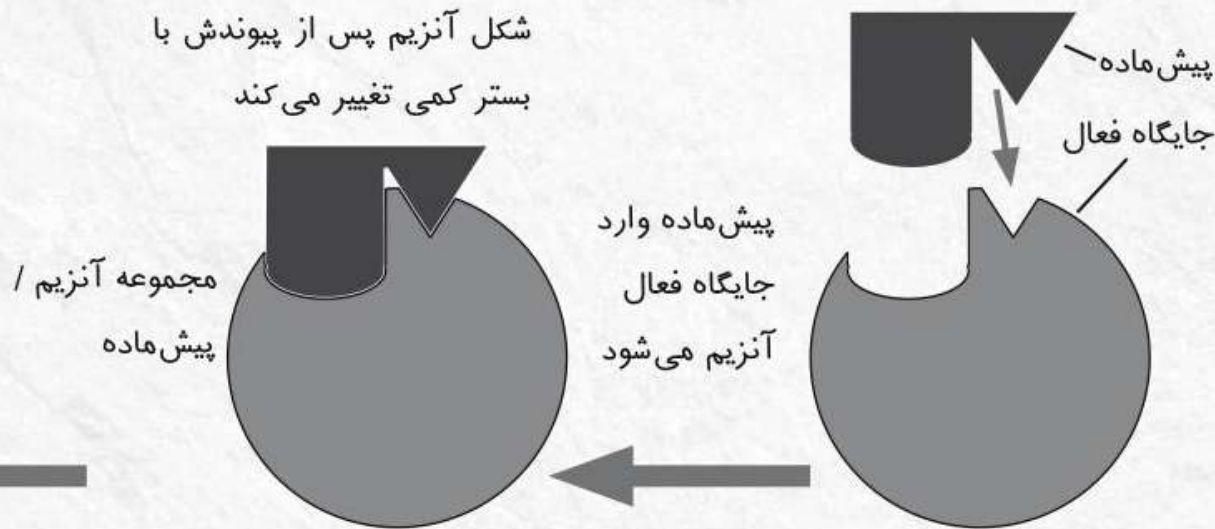 پیش‌ماده
جایگاه فعال
پیش‌ماده وارد
جایگاه فعال
آنزیم می‌شود
شکل آنزیم پس از پیوندش با
بستر کمی تغییر می‌کند
مجموعه آنزیم /
پیش‌ماده